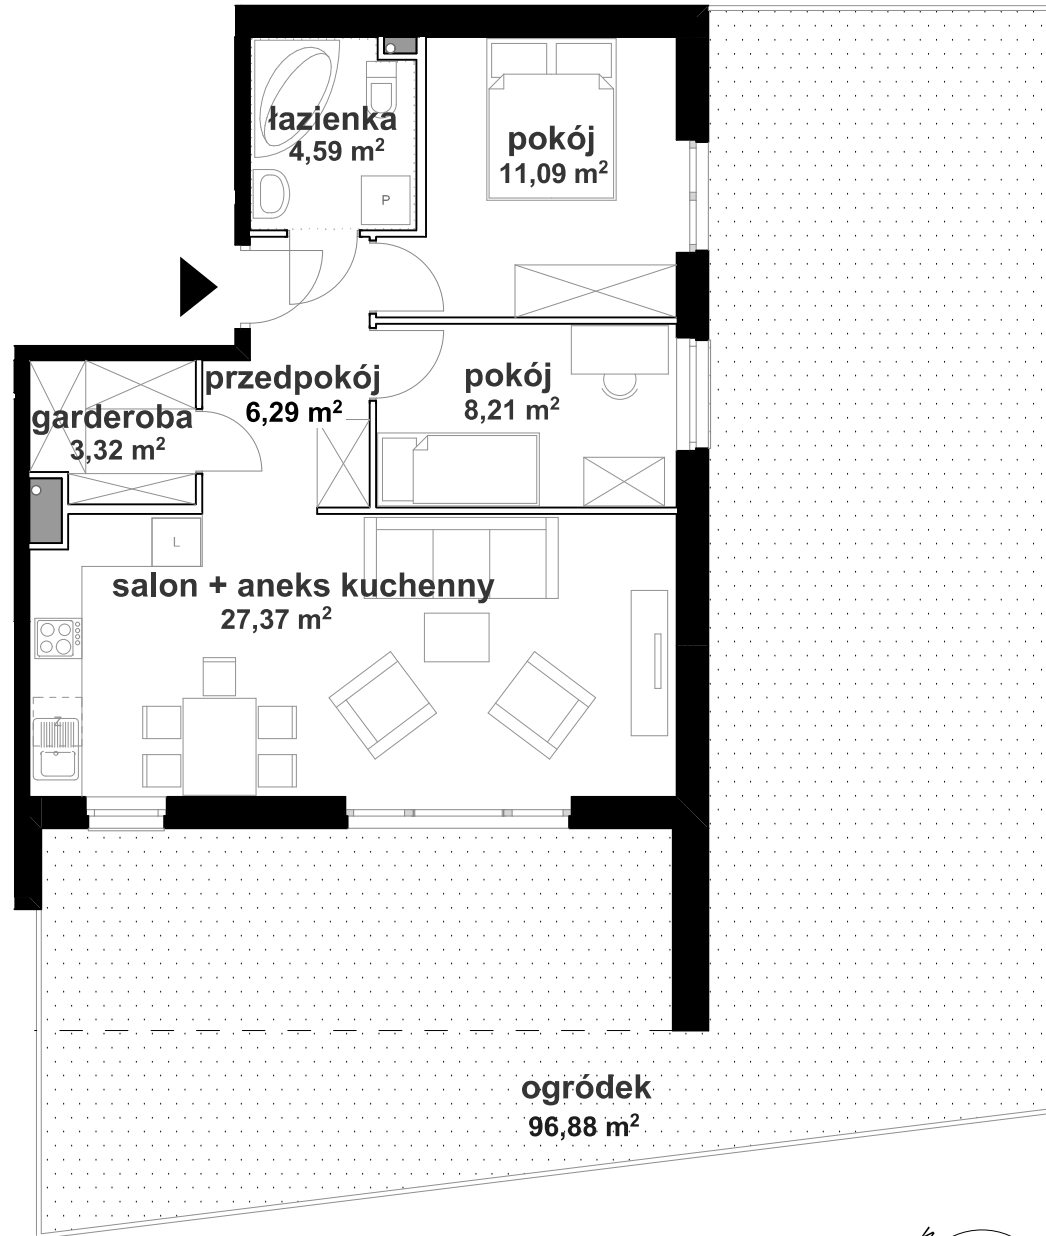 łazienka
4,59 m²
P
pokój
11,09 m²
przedpokój
6,29 m²
pokój
8,21 m²
garderoba
3,32 m²
L
salon + aneks kuchenny
27,37 m²
Z
ogródek
96,88 m²